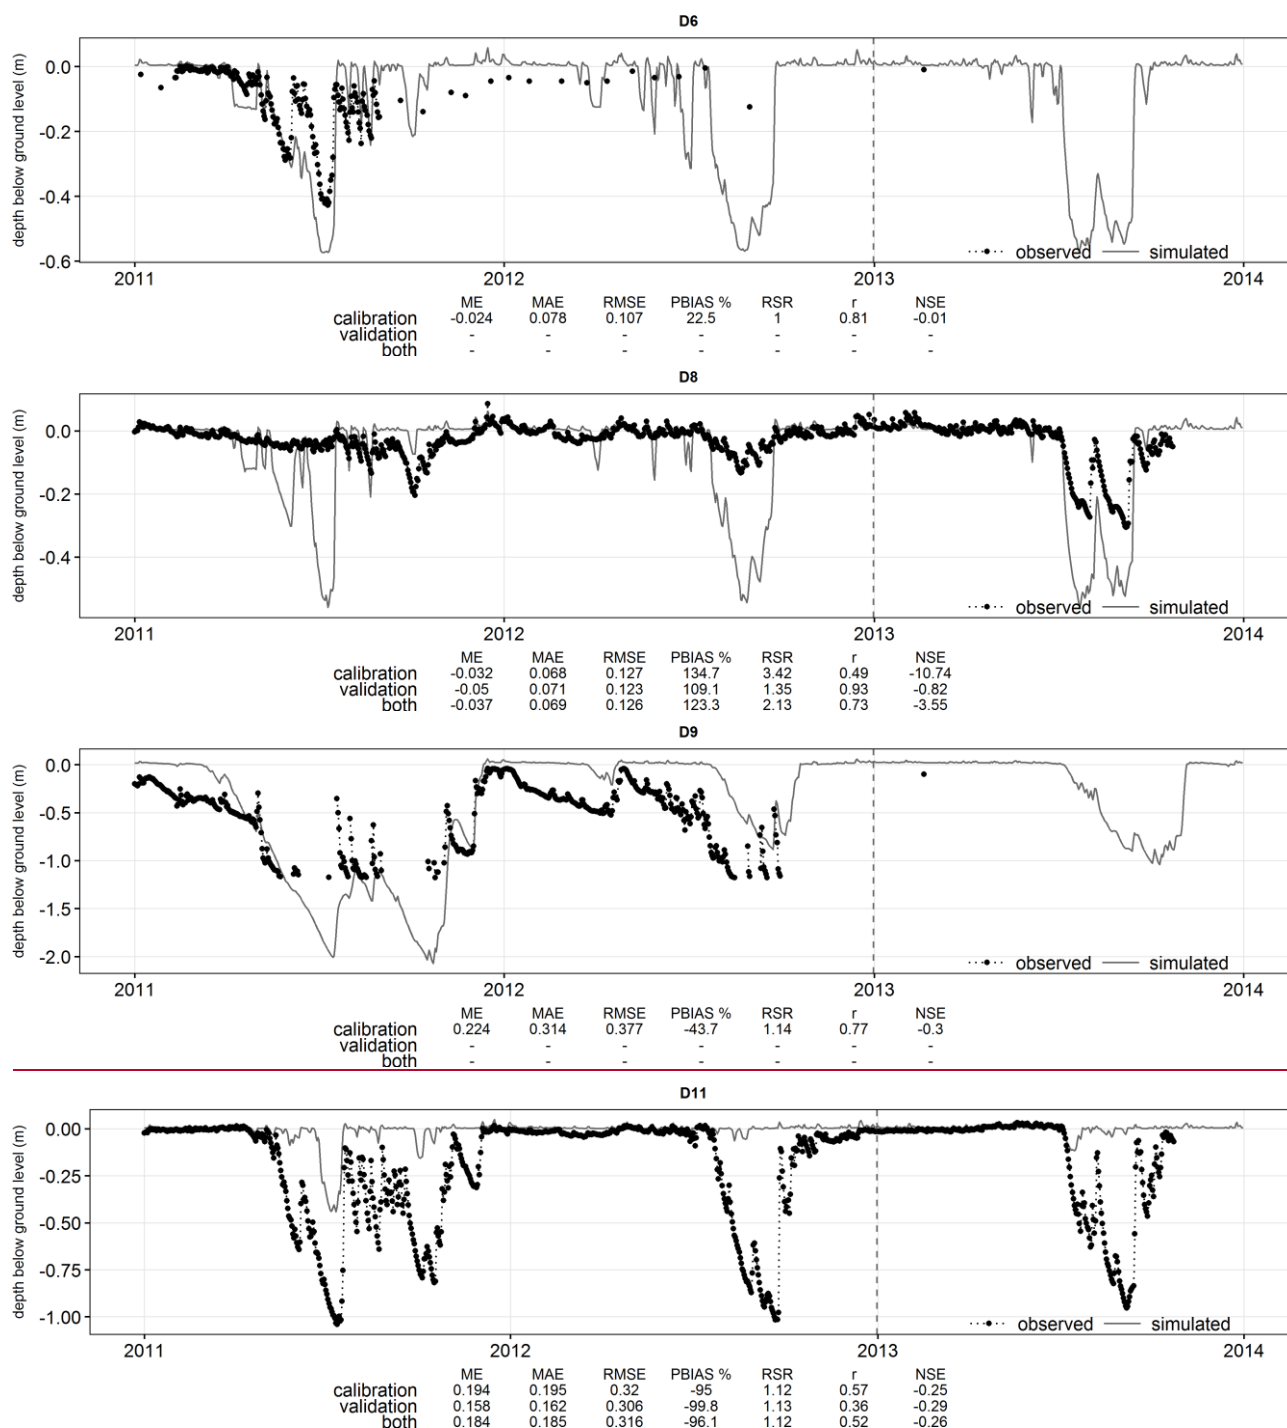 D6
depth below ground level (m)
0.0
-0.2
-0.4
-0.6
observed simulated
2011 2012 2013 2014
ME MAE RMSE PBIAS % RSR r NSE
calibration -0.024 0.078 0.107 22.5 1 0.81 -0.01
validation - - - - - - -
both - - - - - - -
D8
depth below ground level (m)
0.0
-0.2
-0.4
observed simulated
2011 2012 2013 2014
ME MAE RMSE PBIAS % RSR r NSE
calibration -0.032 0.068 0.127 134.7 3.42 0.49 -10.74
validation -0.05 0.071 0.123 109.1 1.35 0.93 -0.82
both -0.037 0.069 0.126 123.3 2.13 0.73 -3.55
D9
depth below ground level (m)
0.0
-0.5
-1.0
-1.5
-2.0
observed simulated
2011 2012 2013 2014
ME MAE RMSE PBIAS % RSR r NSE
calibration 0.224 0.314 0.377 -43.7 1.14 0.77 -0.3
validation - - - - - - -
both - - - - - - -
D11
depth below ground level (m)
0.00
-0.25
-0.50
-0.75
-1.00
observed simulated
2011 2012 2013 2014
ME MAE RMSE PBIAS % RSR r NSE
calibration 0.194 0.195 0.32 -95 1.12 0.57 -0.25
validation 0.158 0.162 0.306 -99.8 1.13 0.36 -0.29
both 0.184 0.185 0.316 -96.1 1.12 0.52 -0.26